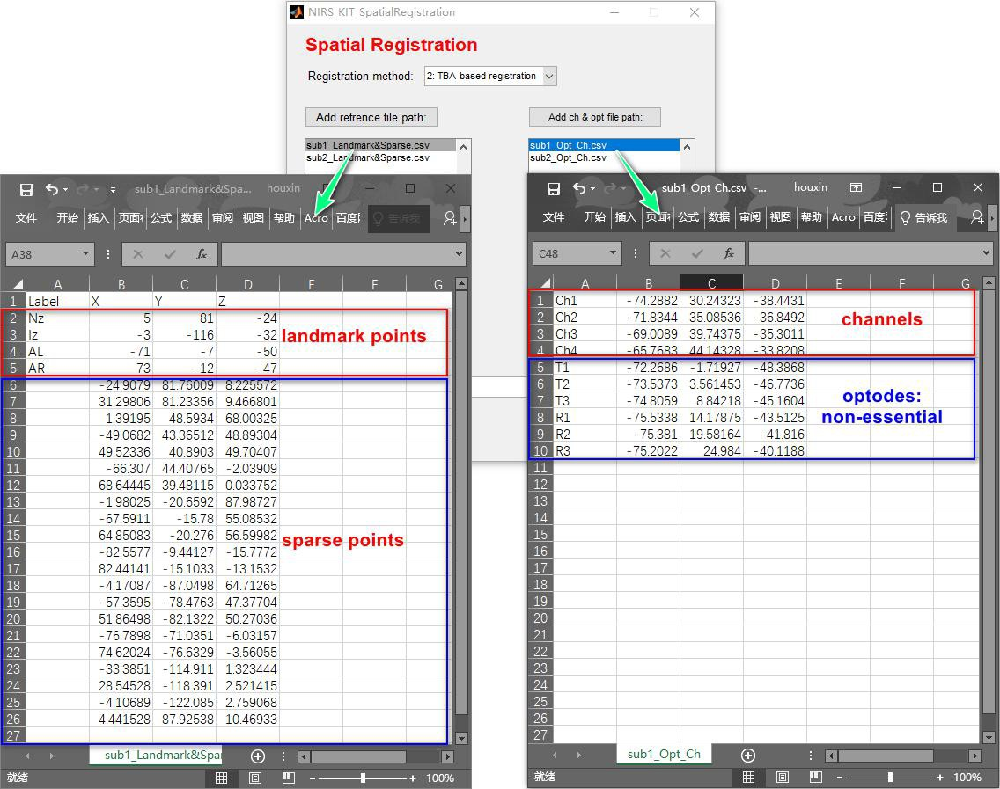 NIRS_KIT_SpatialRegistration
Spatial Registration
Registration method: 2: TBA-based registration
Add refrence file path: Add ch & opt file path:
sub1_Landmark&Sparse.csv sub1_Opt_Ch.csv
sub2_Landmark&Sparse.csv sub2_Opt_Ch.csv
sub1_Landmark&Spa... houxin
文件 开始 插入 页面 公式 数据 审阅 视图 帮助 Acro 百度 告诉我
A38 fx
A B C D E F G
1 Label X Y Z
2 Nz 5 81 -24
3 Iz -3 -116 -32
4 AL -71 -7 -50
5 AR 73 -12 -47
landmark points
6 -24.9079 81.76009 8.225572
7 31.29806 81.23356 9.466801
8 1.39195 48.5934 68.00325
9 -49.0682 43.36512 48.89304
10 49.52336 40.8903 49.70407
11 -66.307 44.40765 -2.03909
12 68.64445 39.48115 0.033752
13 -1.98025 -20.6592 87.98727
14 -67.5911 -15.78 55.08532
15 64.85083 -20.276 56.59982
16 -82.5577 -9.44127 -15.7772
17 82.44141 -15.1033 -13.1532
18 -4.17087 -87.0498 64.71265
19 -57.3595 -78.4763 47.37704
20 51.86498 -82.1322 50.27036
21 -76.7898 -71.0351 -6.03157
22 74.62024 -76.6329 -3.56055
23 -33.3851 -114.911 1.323444
24 28.54528 -118.391 2.521415
25 -4.10689 -122.085 2.759068
26 4.441528 87.92538 10.46933
27
sparse points
sub1_Landmark&Spa
就绪 100%
sub1_Opt_Ch.csv -... houxin
文件 开始 插入 页面 公式 数据 审阅 视图 帮助 Acro 百度 告诉我
C48 fx
A B C D E F G
1 Ch1 -74.2882 30.24323 -38.4431
2 Ch2 -71.8344 35.08536 -36.8492
3 Ch3 -69.0089 39.74375 -35.3011
4 Ch4 -65.7683 44.14328 -33.8208
channels
5 T1 -72.2686 -1.71927 -48.3868
6 T2 -73.5373 3.561453 -46.7736
7 T3 -74.8059 8.84218 -45.1604
8 R1 -75.5338 14.17875 -43.5125
9 R2 -75.381 19.58164 -41.816
10 R3 -75.2022 24.984 -40.1188
optodes:
non-essential
11
12
13
14
15
16
17
18
19
20
21
22
23
24
25
26
27
sub1_Opt_Ch
就绪 100%